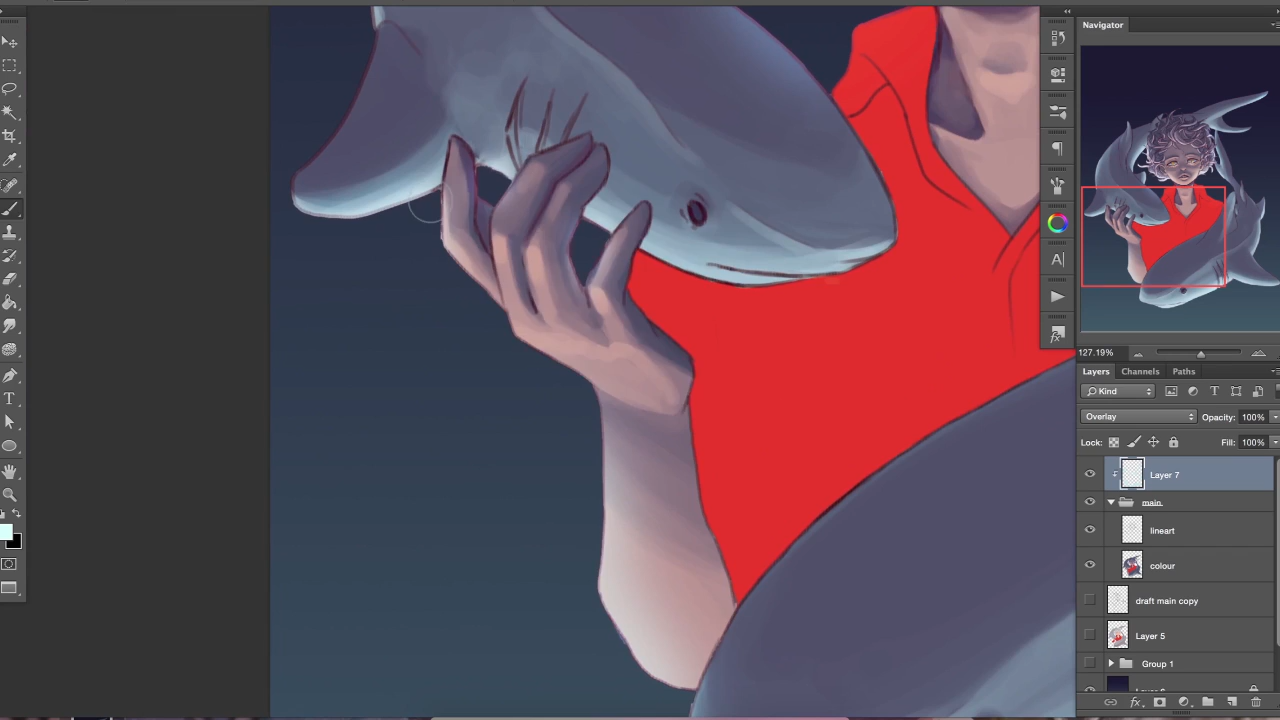 Navigator
127.19%
Layers Channels Paths
Kind
T
Overlay Opacity: 100%
Lock: Fill: 100%
Layer 7
main
lineart
colour
draft main copy
Layer 5
Group 1
A
T